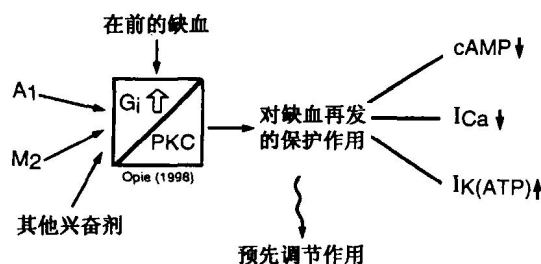 在前的缺血
A1
Gi
PKC
M2
Opie (1998)
其他兴奋剂
对缺血再发
的保护作用
cAMP↓
ICa↓
IK(ATP)↑
预先调节作用